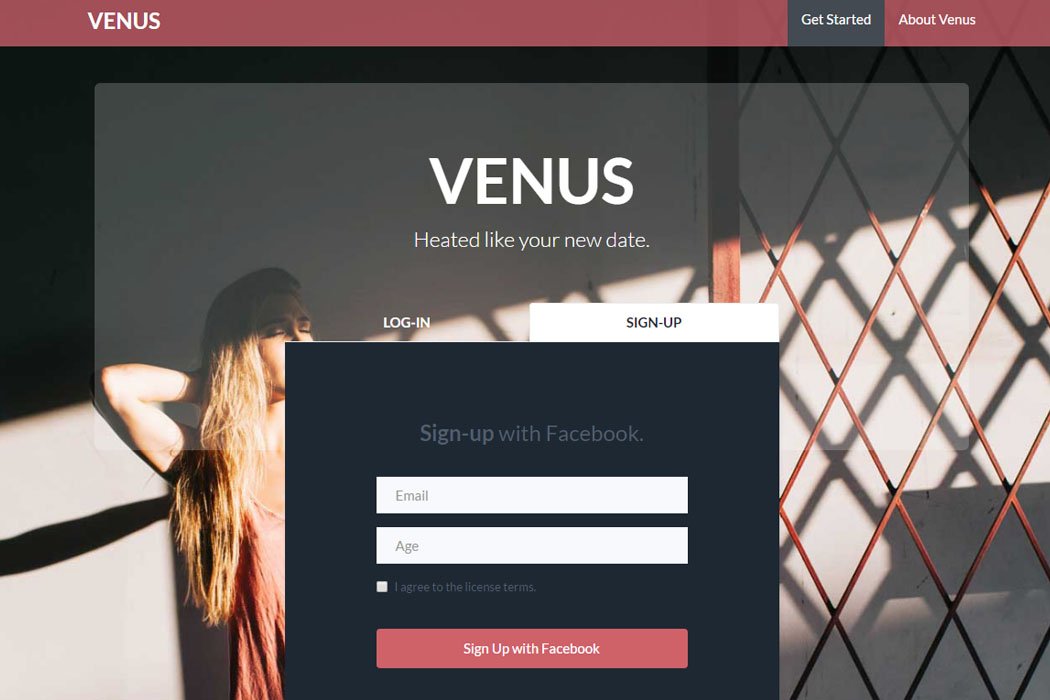 VENUS
Get Started
About Venus
VENUS
Heated like your new date.
LOG-IN
SIGN-UP
Sign-up with Facebook.
Email
Age
I agree to the license terms.
Sign Up with Facebook